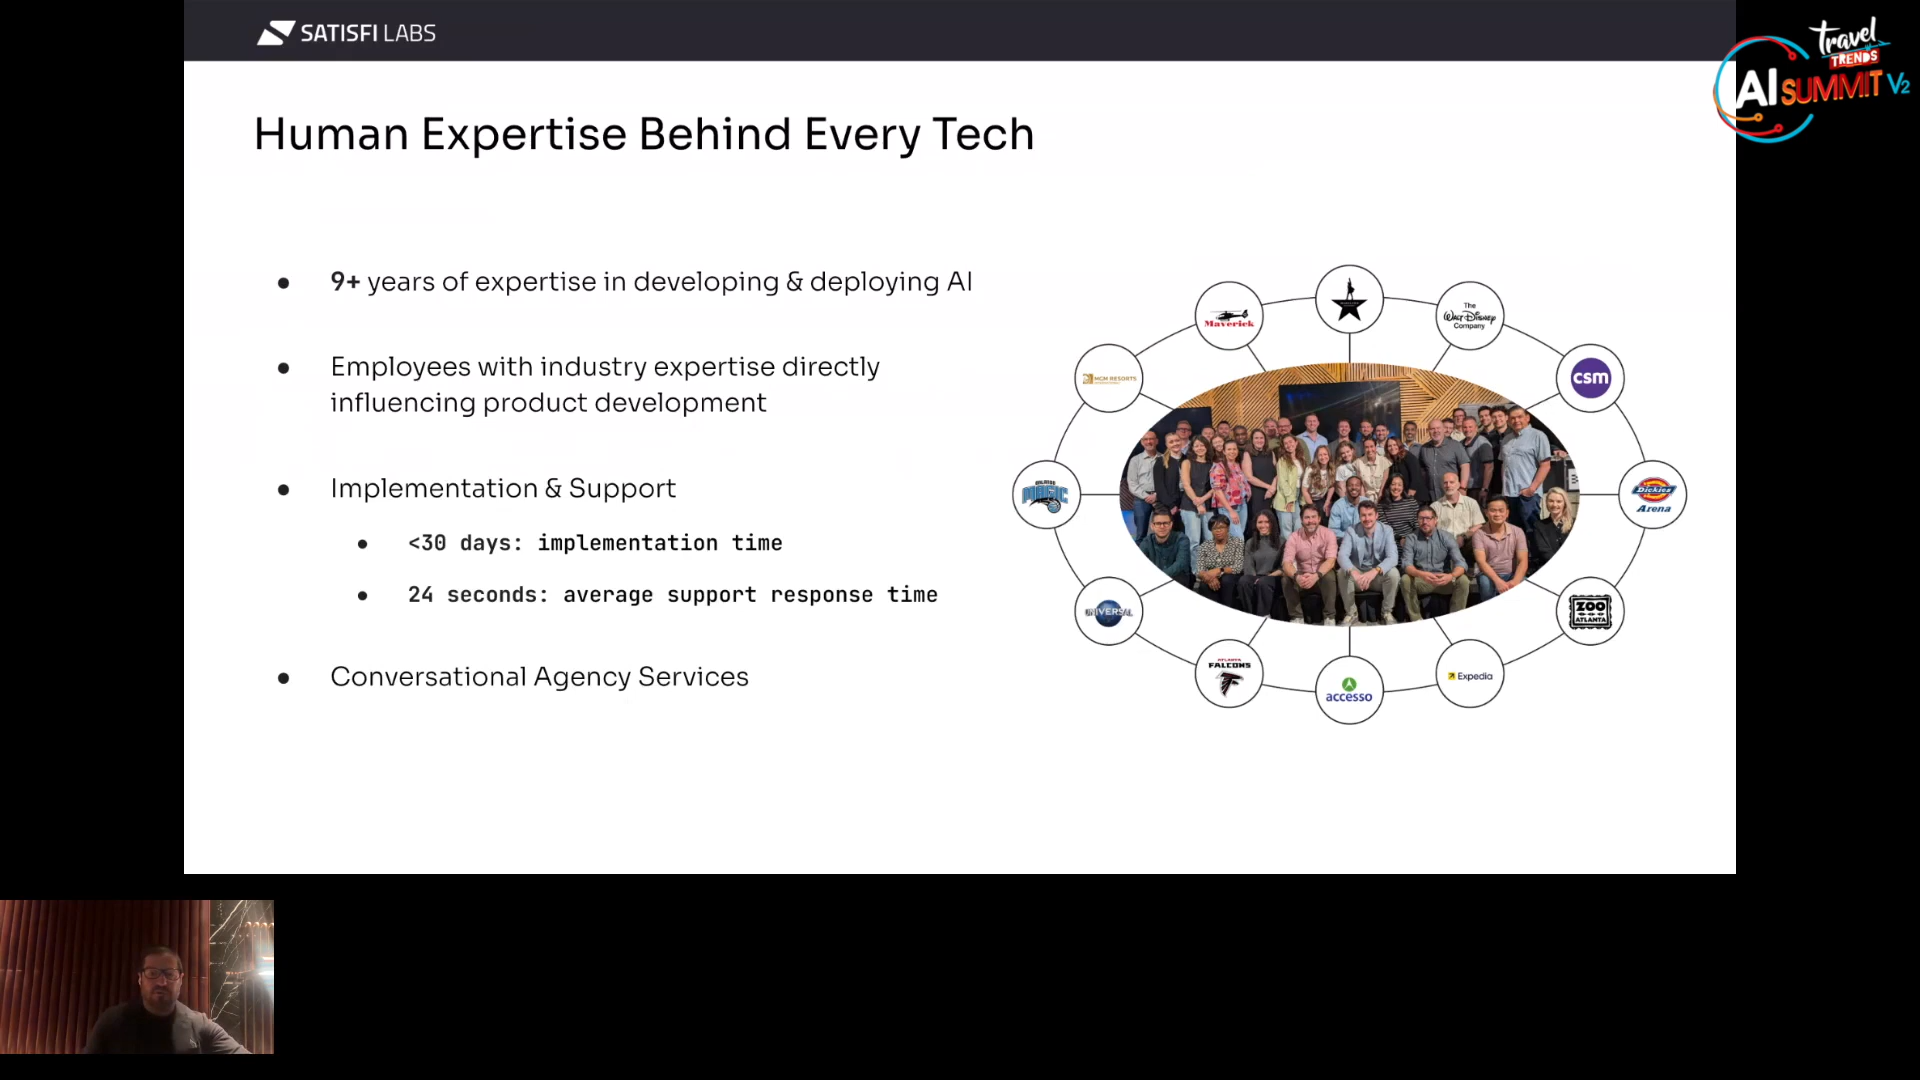 SATISFI LABS
travel
TRENDS
AI SUMMIT V2
Human Expertise Behind Every Tech
9+ years of expertise in developing & deploying AI
Employees with industry expertise directly
influencing product development
Implementation & Support
<30 days: implementation time
24 seconds: average support response time
Conversational Agency Services
Maverick
The
Walt Disney
Company
MGM RESORTS
csm
MAGIC
Dickies
Arena
UNIVERSAL
ZOO
ATLANTA
ATLANTA
FALCONS
accesso
Expedia